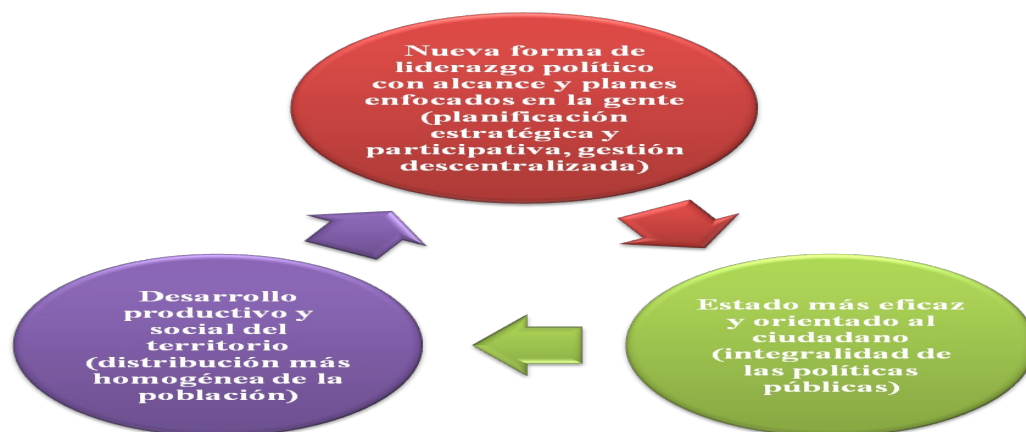 Nueva forma de
liderazgo político
con alcance y planes
enfocados en la gente
(planificación
estratégica y
participativa, gestión
descentralizada)
Estado más eficaz
y orientado al
ciudadano
(integralidad de
las políticas
públicas)
Desarrollo
productivo y
social del
territorio
(distribución más
homogénea de la
población)